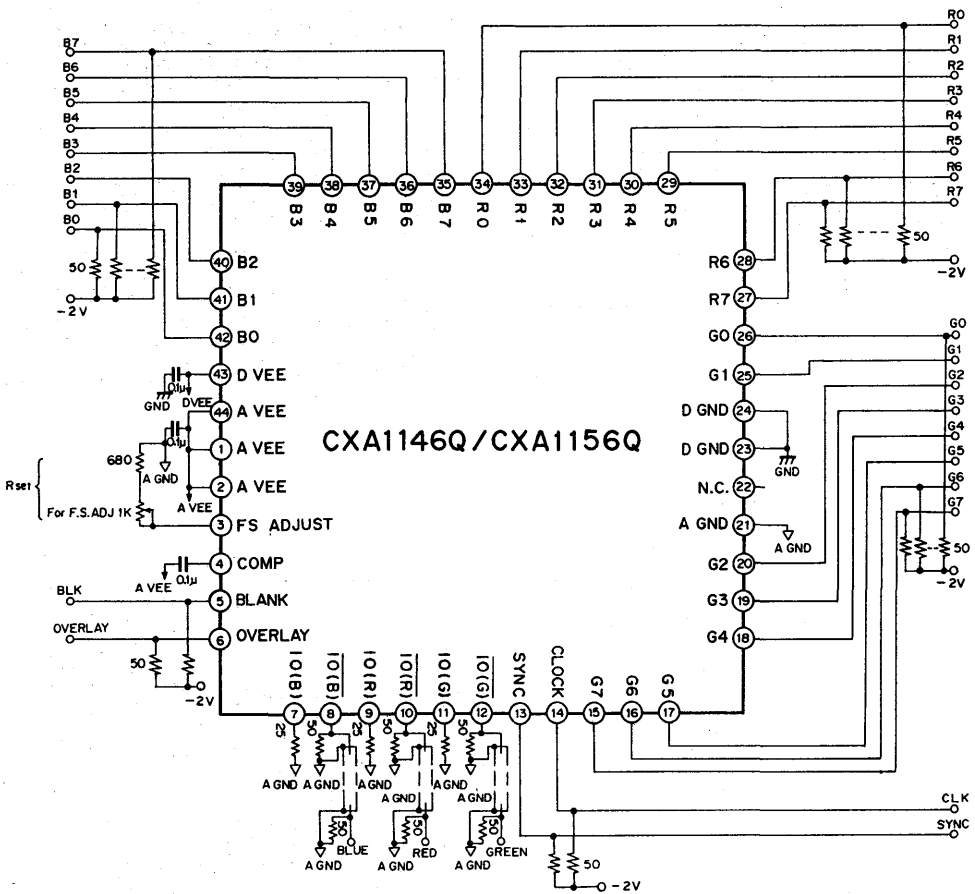 R0
R1
R2
R3
R4
R5
R6
R7
50
-2V
B7
B6
B5
B4
B3
B2
B1
B0
50
-2V
39 38 37 36 35 34 33 32 31 30 29
B3 B4 B5 B6 B7 R0 R1 R2 R3 R4 R5
40 B2
41 B1
42 B0
43 D VEE
44 A VEE
1 A VEE
2 A VEE
3 FS ADJUST
4 COMP
5 BLANK
6 OVERLAY
0.1μ
GND
DVEE
0.1μ
680
A GND
Rset
A VEE
For F.S.ADJ 1K
0.1μ
A VEE
BLK
OVERLAY
50
-2V
CXA1146Q/CXA1156Q
R6 28
R7 27
G0 26
G1 25
D GND 24
D GND 23
N.C. 22
A GND 21
G2 20
G3 19
G4 18
GND
A GND
G0
G1
G2
G3
G4
G5
G6
G7
50
-2V
IO(B) IO(B) IO(R) IO(R) IO(G) IO(G) SYNC CLOCK G7 G6 G5
7 8 9 10 11 12 13 14 15 16 17
25 50 25 50 25 50
A GND A GND A GND A GND A GND A GND
50 50 50
BLUE RED GREEN
A GND A GND A GND
CLK
SYNC
50
-2V